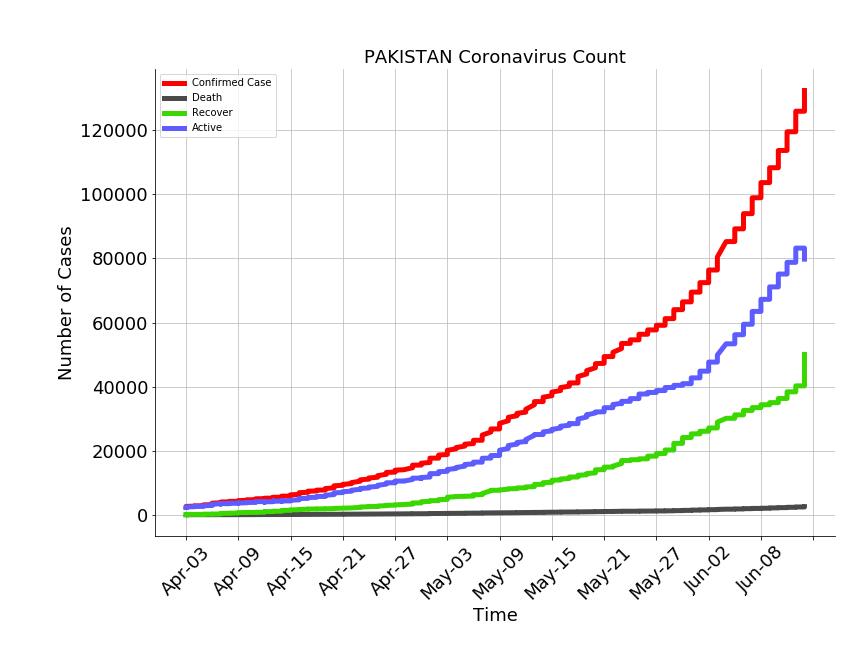 PAKISTAN Coronavirus Count
Confirmed Case
Death
Recover
Active
Number of Cases
120000
100000
80000
60000
40000
20000
0
Apr-03
Apr-09
Apr-15
Apr-21
Apr-27
May-03
May-09
May-15
May-21
May-27
Jun-02
Jun-08
Time